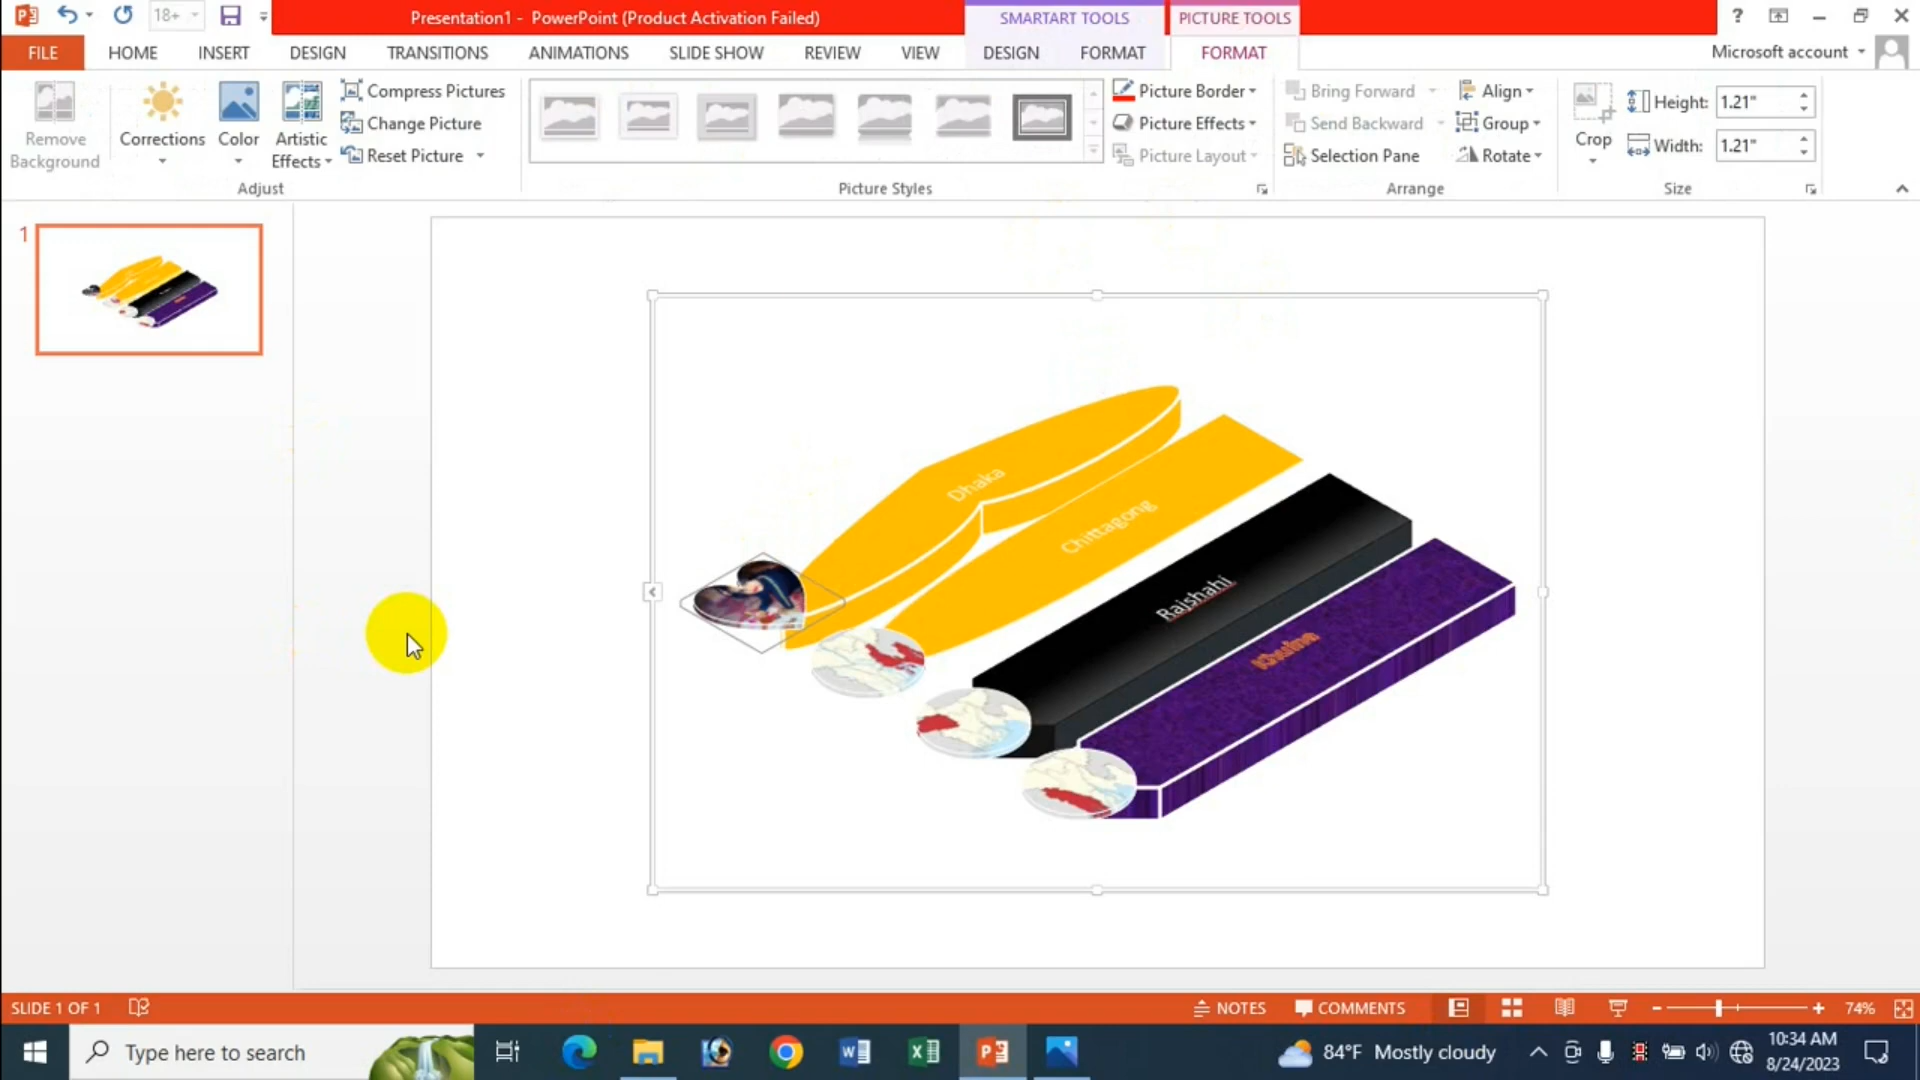 18+
Presentation1 - PowerPoint (Product Activation Failed)
SMARTART TOOLS
PICTURE TOOLS
?
FILE
HOME
INSERT
DESIGN
TRANSITIONS
ANIMATIONS
SLIDE SHOW
REVIEW
VIEW
DESIGN
FORMAT
FORMAT
Microsoft account
Remove Background
Corrections
Color
Artistic Effects
Compress Pictures
Change Picture
Reset Picture
Adjust
Picture Styles
Picture Border
Picture Effects
Picture Layout
Bring Forward
Send Backward
Selection Pane
Align
Group
Rotate
Arrange
Crop
Height: 1.21"
Width: 1.21"
Size
1
Dhaka
Chittagong
Rajshahi
Khulna
SLIDE 1 OF 1
NOTES
COMMENTS
74%
Type here to search
84°F Mostly cloudy
10:34 AM
8/24/2023